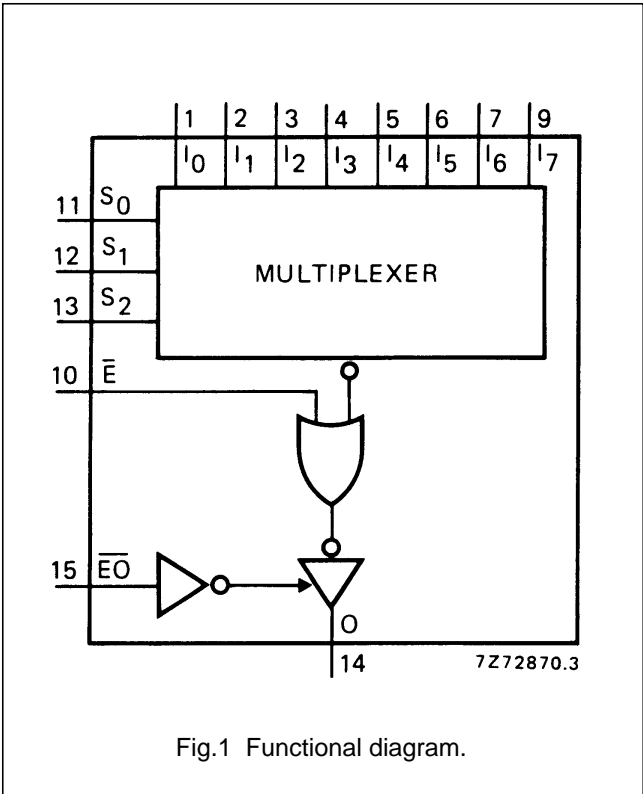 1 2 3 4 5 6 7 9
I0 I1 I2 I3 I4 I5 I6 I7
11 S0
12 S1
MULTIPLEXER
13 S2
10 E̅
15 E̅O̅
O
14 7Z72870.3
Fig.1 Functional diagram.